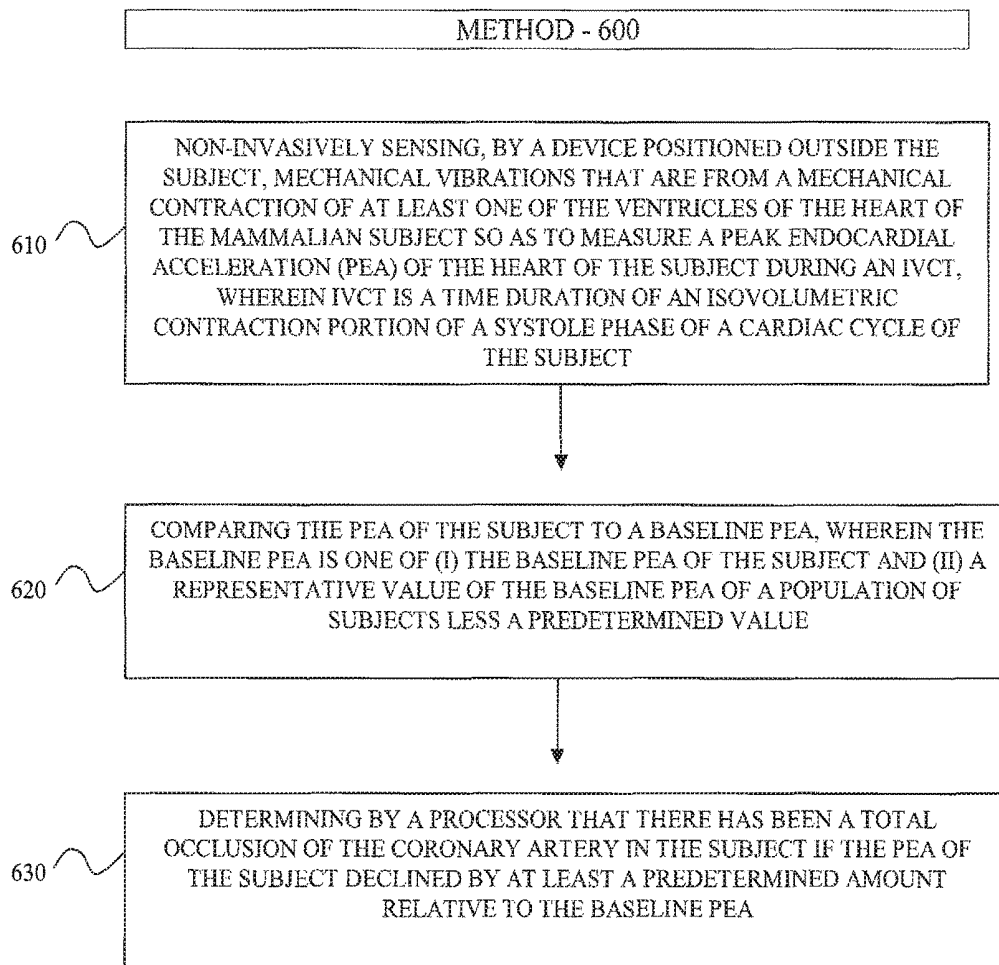 METHOD - 600
NON-INVASIVELY SENSING, BY A DEVICE POSITIONED OUTSIDE THE
SUBJECT, MECHANICAL VIBRATIONS THAT ARE FROM A MECHANICAL
CONTRACTION OF AT LEAST ONE OF THE VENTRICLES OF THE HEART OF
THE MAMMALIAN SUBJECT SO AS TO MEASURE A PEAK ENDOCARDIAL
ACCELERATION (PEA) OF THE HEART OF THE SUBJECT DURING AN IVCT,
WHEREIN IVCT IS A TIME DURATION OF AN ISOVOLUMETRIC
CONTRACTION PORTION OF A SYSTOLE PHASE OF A CARDIAC CYCLE OF
THE SUBJECT
610
COMPARING THE PEA OF THE SUBJECT TO A BASELINE PEA, WHEREIN THE
BASELINE PEA IS ONE OF (I) THE BASELINE PEA OF THE SUBJECT AND (II) A
REPRESENTATIVE VALUE OF THE BASELINE PEA OF A POPULATION OF
SUBJECTS LESS A PREDETERMINED VALUE
620
DETERMINING BY A PROCESSOR THAT THERE HAS BEEN A TOTAL
OCCLUSION OF THE CORONARY ARTERY IN THE SUBJECT IF THE PEA OF
THE SUBJECT DECLINED BY AT LEAST A PREDETERMINED AMOUNT
RELATIVE TO THE BASELINE PEA
630